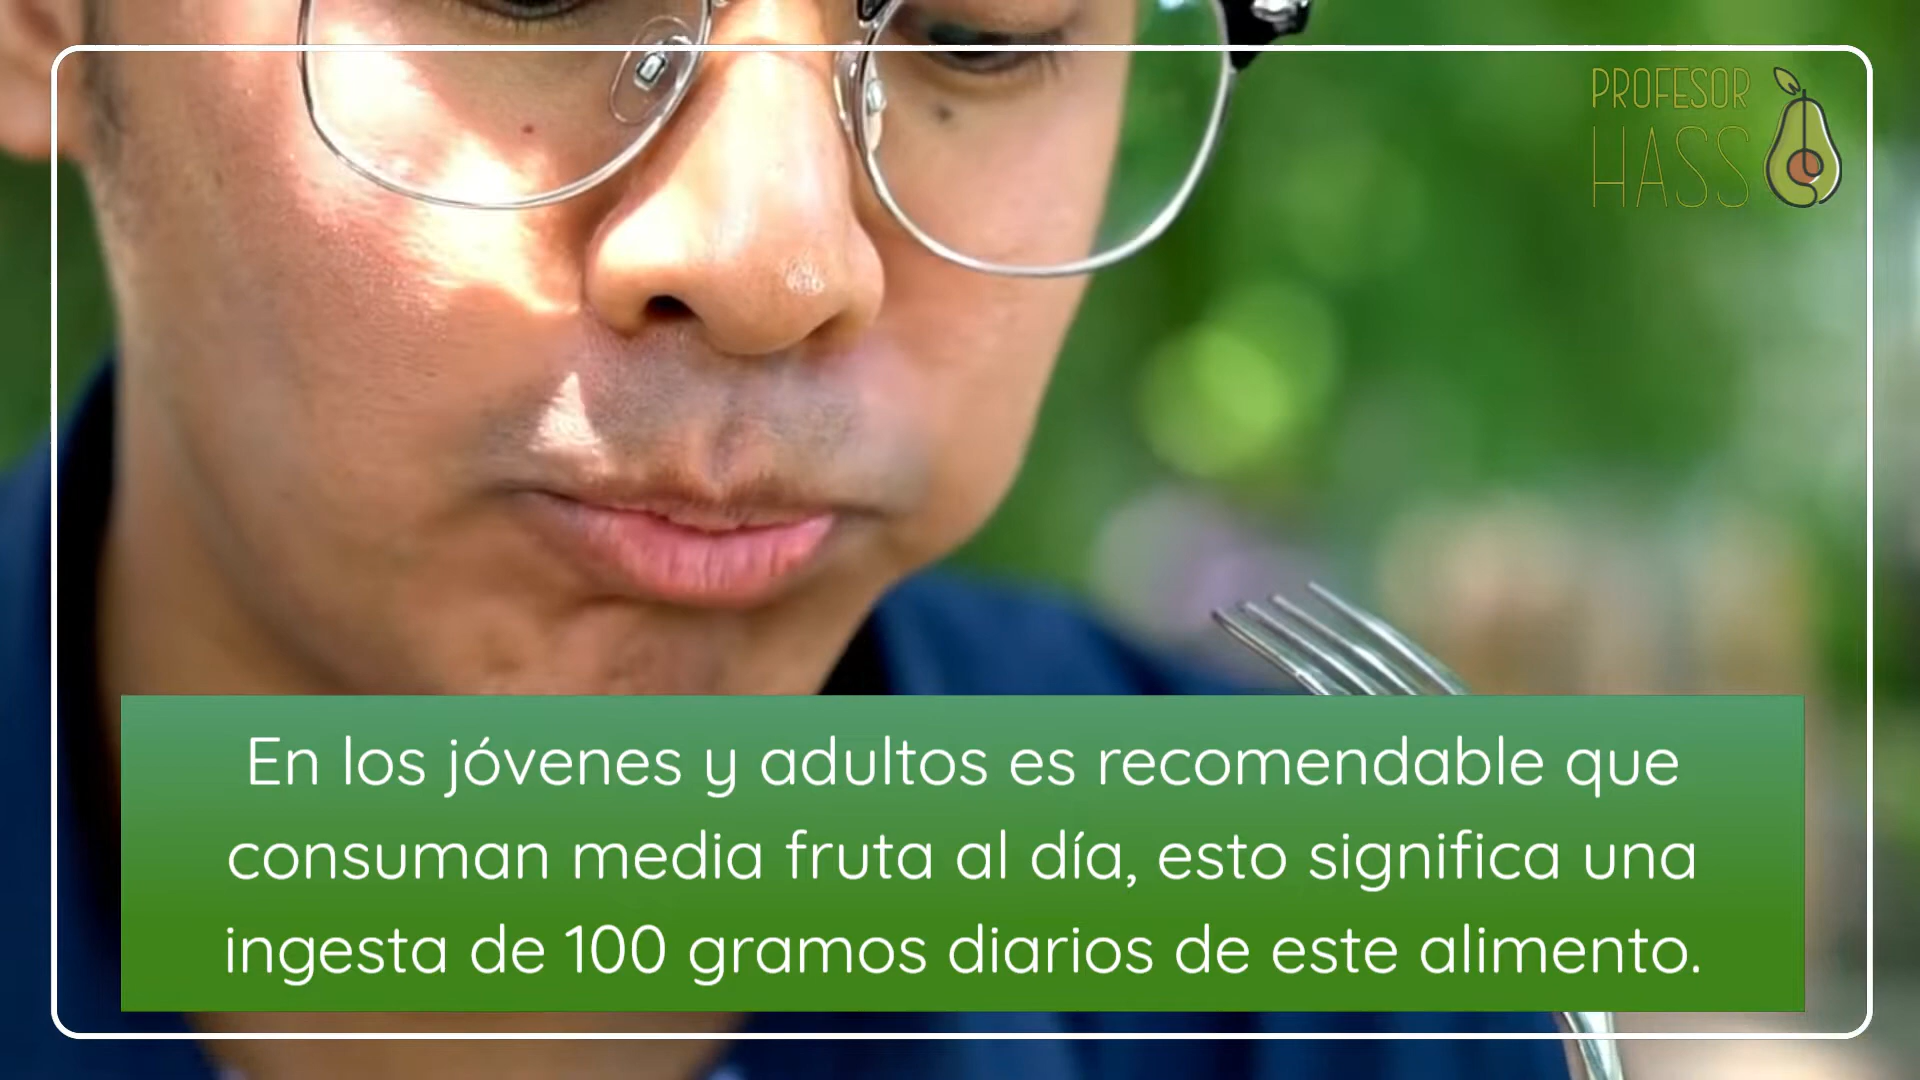 PROFESOR
HASS
En los jóvenes y adultos es recomendable que
consuman media fruta al día, esto significa una
ingesta de 100 gramos diarios de este alimento.